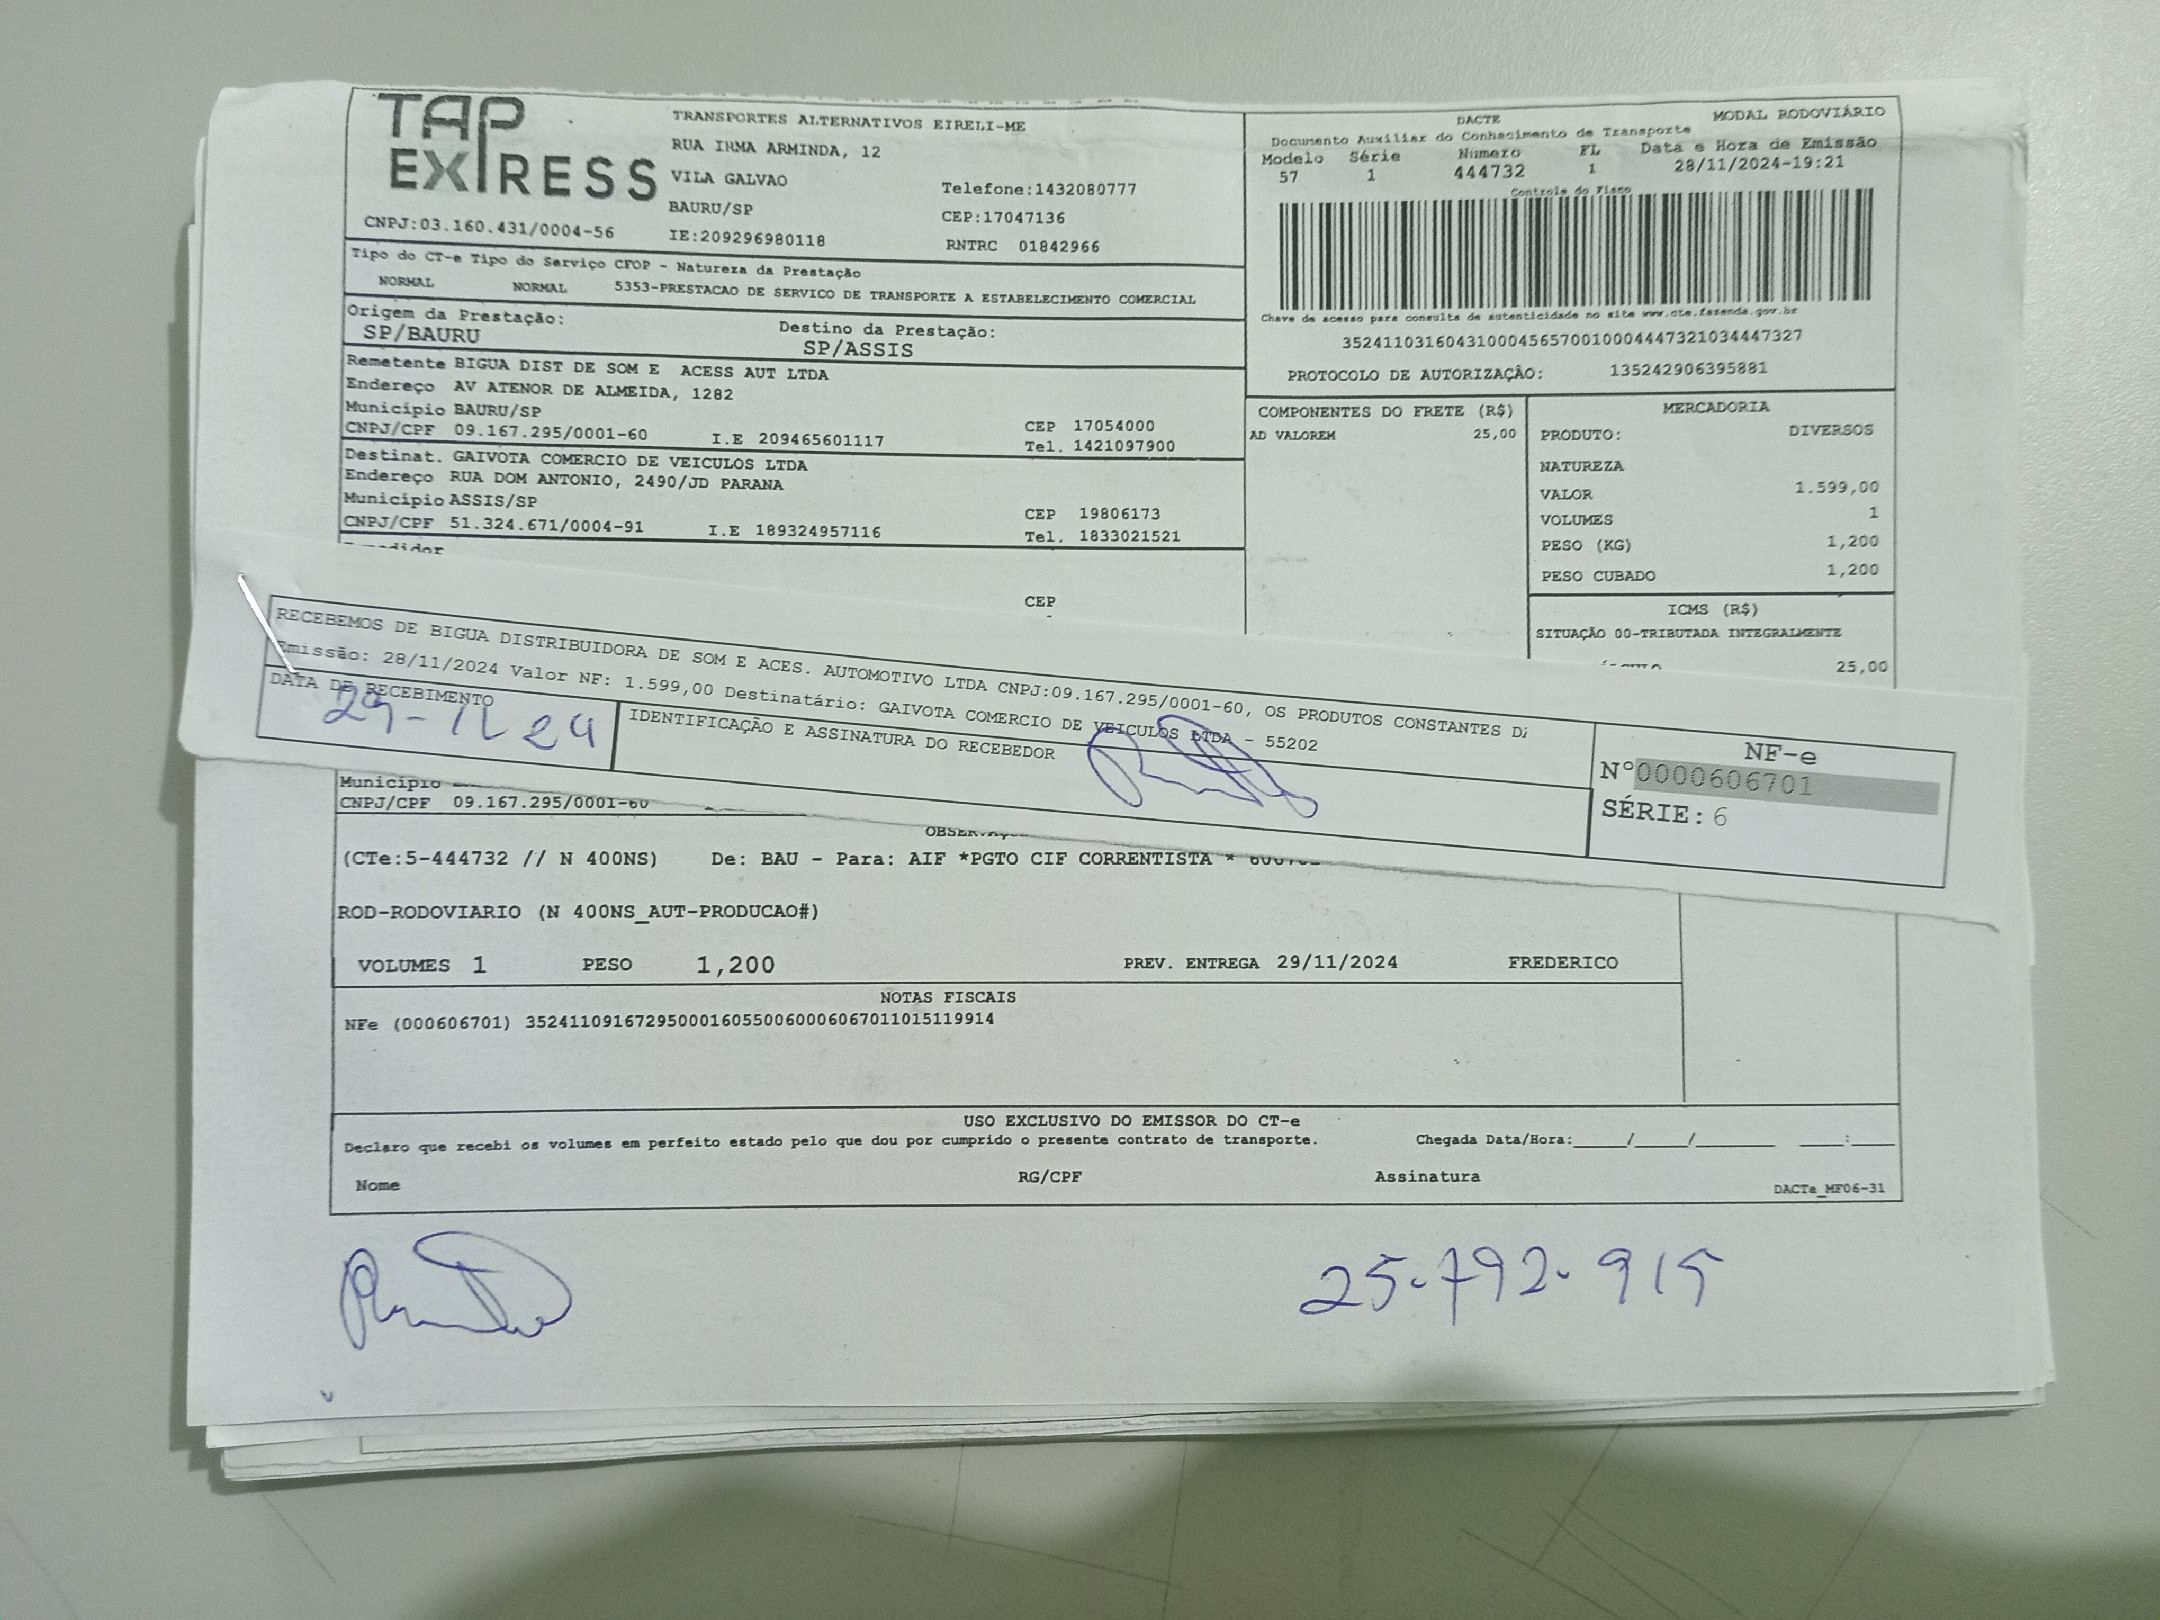 TAP EXPRESS
TRANSPORTES ALTERNATIVOS EIRELI-ME
RUA IRMA ARMINDA, 12
VILA GALVAO
Telefone:1432080777
BAURU/SP
CEP:17047136
CNPJ:03.160.431/0004-56
IE:209296980118
RNTRC 01842966
DACTE
MODAL RODOVIÁRIO
Documento Auxiliar do Conhecimento de Transporte
Modelo Série Número FL Data e Hora de Emissão
57 1 444732 1 28/11/2024-19:21
Controle do Fisco
Chave de acesso para consulta de autenticidade no site www.cte.fazenda.gov.br
35241103160431000456570010004447321034447327
PROTOCOLO DE AUTORIZAÇÃO: 135242906395881
Tipo do CT-e Tipo do Serviço CFOP - Natureza da Prestação
NORMAL NORMAL 5353-PRESTACAO DE SERVICO DE TRANSPORTE A ESTABELECIMENTO COMERCIAL
Origem da Prestação: Destino da Prestação:
SP/BAURU SP/ASSIS
Remetente BIGUA DIST DE SOM E ACESS AUT LTDA
Endereço AV ATENOR DE ALMEIDA, 1282
Município BAURU/SP CEP 17054000
CNPJ/CPF 09.167.295/0001-60 I.E 209465601117 Tel. 1421097900
Destinat. GAIVOTA COMERCIO DE VEICULOS LTDA
Endereço RUA DOM ANTONIO, 2490/JD PARANA
Município ASSIS/SP CEP 19806173
CNPJ/CPF 51.324.671/0004-91 I.E 189324957116 Tel. 1833021521
CEP
COMPONENTES DO FRETE (R$)
AD VALOREM 25,00
MERCADORIA
PRODUTO: DIVERSOS
NATUREZA
VALOR 1.599,00
VOLUMES 1
PESO (KG) 1,200
PESO CUBADO 1,200
ICMS (R$)
SITUAÇÃO 00-TRIBUTADA INTEGRALMENTE
25,00
RECEBEMOS DE BIGUA DISTRIBUIDORA DE SOM E ACES. AUTOMOTIVO LTDA CNPJ:09.167.295/0001-60, OS PRODUTOS CONSTANTES DA
Emissão: 28/11/2024 Valor NF: 1.599,00 Destinatário: GAIVOTA COMERCIO DE VEICULOS LTDA - 55202
DATA DE RECEBIMENTO
29-11 24
IDENTIFICAÇÃO E ASSINATURA DO RECEBEDOR
NF-e
N°0000606701
SÉRIE: 6
Município
CNPJ/CPF 09.167.295/0001-60
(CTe:5-444732 // N 400NS) De: BAU - Para: AIF *PGTO CIF CORRENTISTA *
ROD-RODOVIARIO (N 400NS_AUT-PRODUCAO#)
VOLUMES 1 PESO 1,200 PREV. ENTREGA 29/11/2024 FREDERICO
NOTAS FISCAIS
NFe (000606701) 35241109167295000160550060006067011015119914
USO EXCLUSIVO DO EMISSOR DO CT-e
Declaro que recebi os volumes em perfeito estado pelo que dou por cumprido o presente contrato de transporte. Chegada Data/Hora:_____/_____/________ ____:____
Nome RG/CPF Assinatura
DACTe_MF06-31
25.792.915